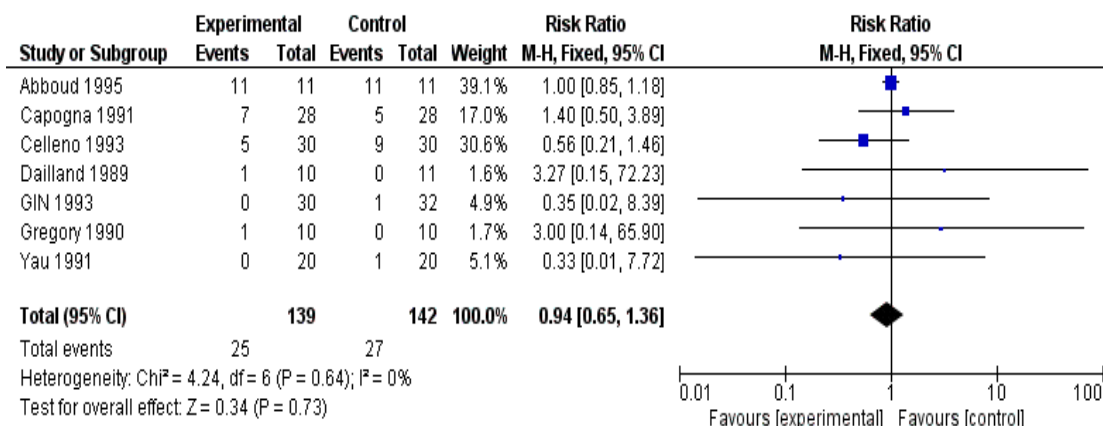 Experimental Control Risk Ratio Risk Ratio
Study or Subgroup Events Total Events Total Weight M-H, Fixed, 95% CI M-H, Fixed, 95% CI
Abboud 1995 11 11 11 11 39.1% 1.00 [0.85, 1.18]
Capogna 1991 7 28 5 28 17.0% 1.40 [0.50, 3.89]
Celleno 1993 5 30 9 30 30.6% 0.56 [0.21, 1.46]
Dailland 1989 1 10 0 11 1.6% 3.27 [0.15, 72.23]
GIN 1993 0 30 1 32 4.9% 0.35 [0.02, 8.39]
Gregory 1990 1 10 0 10 1.7% 3.00 [0.14, 65.90]
Yau 1991 0 20 1 20 5.1% 0.33 [0.01, 7.72]
Total (95% CI) 139 142 100.0% 0.94 [0.65, 1.36]
Total events 25 27
Heterogeneity: Chi² = 4.24, df = 6 (P = 0.64); I² = 0%
Test for overall effect: Z = 0.34 (P = 0.73)
0.01 0.1 1 10 100
Favours [experimental] Favours [control]